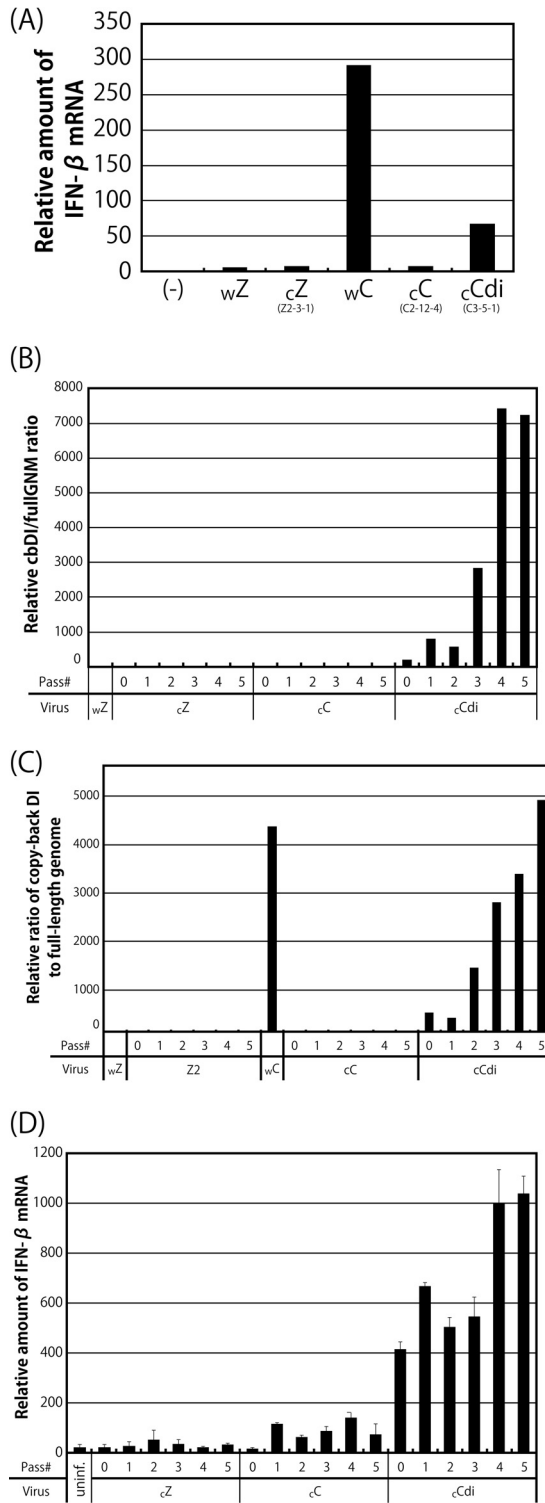 (A)
Relative amount of
IFN-β mRNA
350
300
250
200
150
100
50
0
(-) wZ cZ wC cC cCdi
(Z2-3-1) (C2-12-4) (C3-5-1)
(B)
Relative cbDI/fullGNM ratio
8000
7000
6000
5000
4000
3000
2000
1000
0
Pass# 0 1 2 3 4 5 0 1 2 3 4 5 0 1 2 3 4 5
Virus wZ cZ cC cCdi
(C)
Relative ratio of copy-back DI
to full-length genome
5000
4000
3000
2000
1000
0
Pass# 0 1 2 3 4 5 0 1 2 3 4 5 0 1 2 3 4 5
Virus wZ Z2 wC cC cCdi
(D)
Relative amount of IFN-β mRNA
1200
1000
800
600
400
200
0
Pass# uninf. 0 1 2 3 4 5 0 1 2 3 4 5 0 1 2 3 4 5
Virus cZ cC cCdi